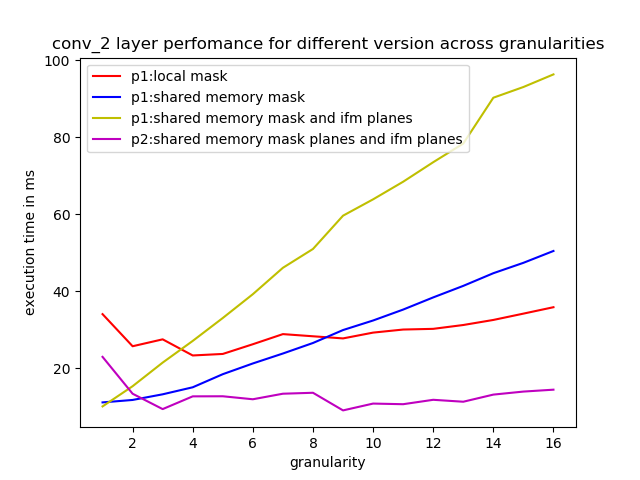 conv_2 layer perfomance for different version across granularities
p1:local mask
p1:shared memory mask
p1:shared memory mask and ifm planes
p2:shared memory mask planes and ifm planes
execution time in ms
100
80
60
40
20
2 4 6 8 10 12 14 16
granularity